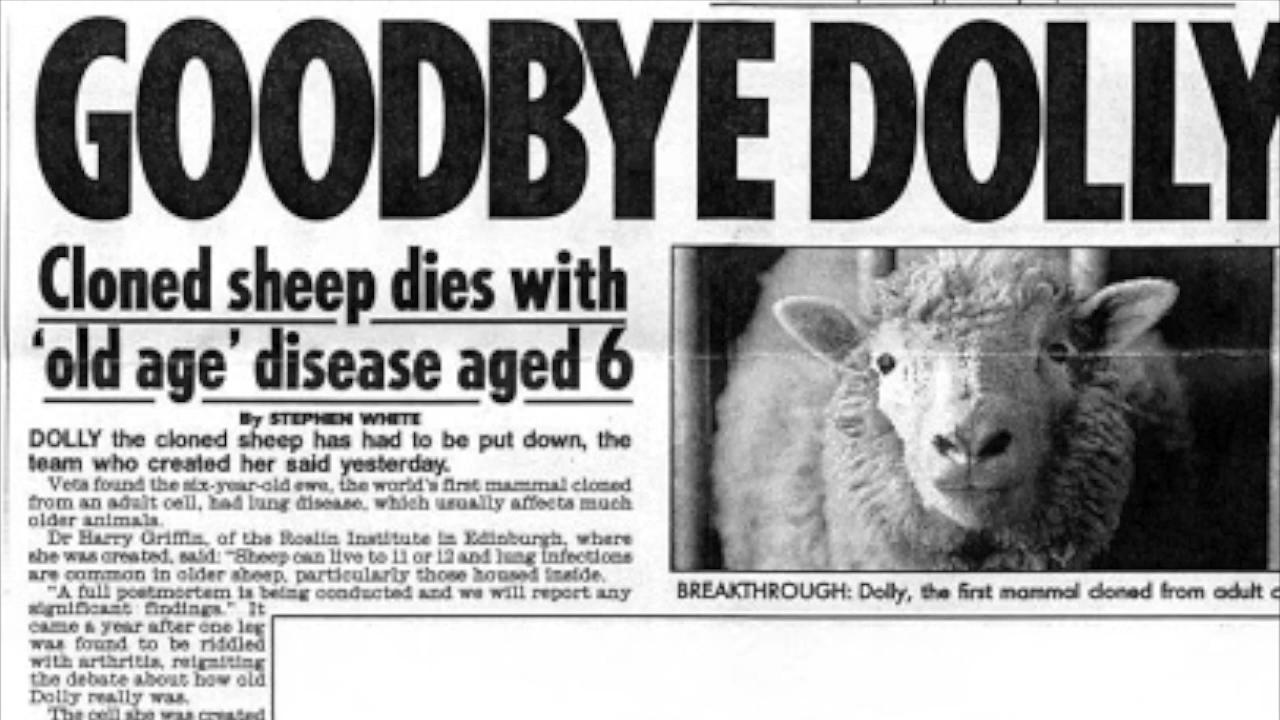 GOODBYE DOLLY
Cloned sheep dies with
'old age' disease aged 6
By STEPHEN WHITE
DOLLY the cloned sheep has had to be put down, the
team who created her said yesterday.
Vets found the six-year-old ewe, the world's first mammal cloned
from an adult cell, had lung disease, which usually affects much
older animals.
Dr Harry Griffin, of the Roslin Institute in Edinburgh, where
she was created, said: "Sheep can live to 11 or 12 and lung infections
are common in older sheep, particularly those housed inside.
"A full postmortem is being conducted and we will report any
significant findings." It
came a year after one leg
was found to be riddled
with arthritis, reigniting
the debate about how old
Dolly really was.
The cell she was created
BREAKTHROUGH: Dolly, the first mammal cloned from adult